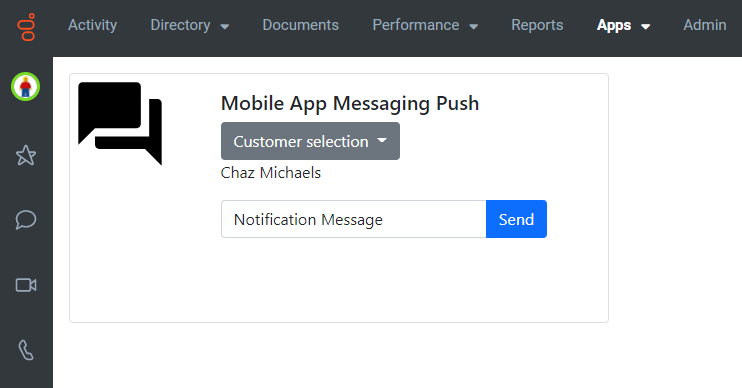 Activity Directory Documents Performance Reports Apps Admin
Mobile App Messaging Push
Customer selection
Chaz Michaels
Notification Message Send